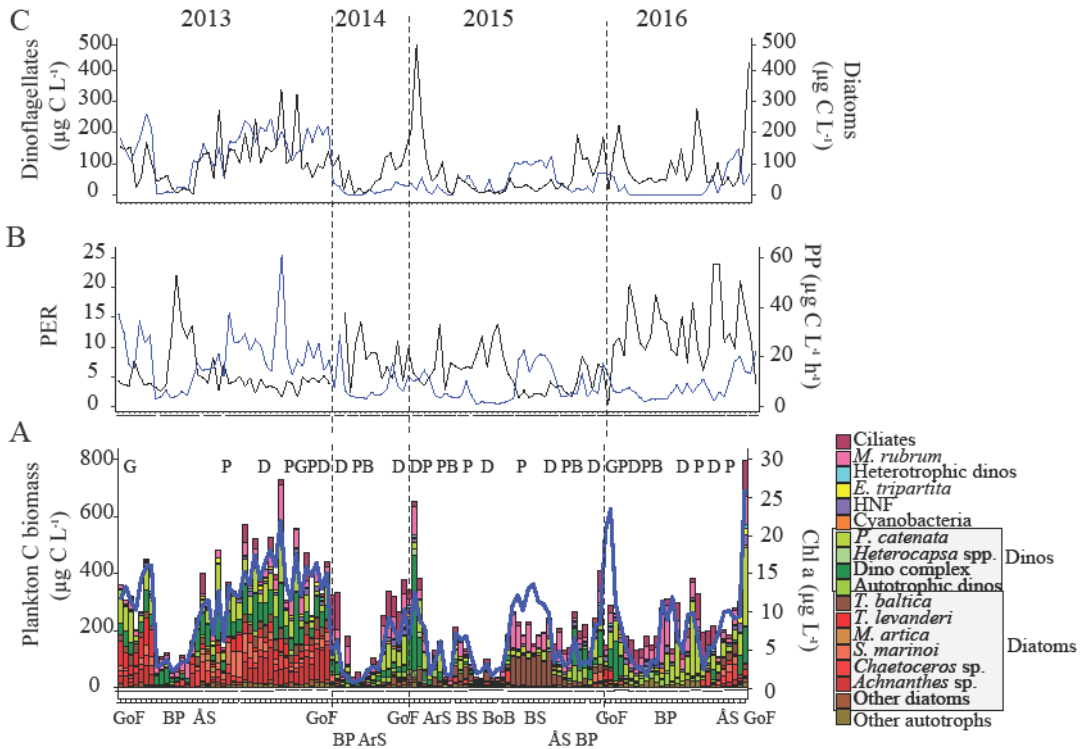 C
2013 2014 2015 2016
Dinoflagellates
(µg C L⁻¹)
500
400
300
200
100
0
500
400
300
200
100
0
Diatoms
(µg C L⁻¹)
B
PER
25
20
15
10
5
0
60
40
20
0
PP (µg C L⁻¹ h⁻¹)
A
Plankton C biomass
(µg C L⁻¹)
800
600
400
200
0
G P D PGPD D PB D DP PB P D P D PB D GPDPB D P D P
30
25
20
15
10
5
0
Chl a (µg L⁻¹)
GoF BP ÅS GoF GoF ArS BS BoB BS GoF BP ÅS GoF
BP ArS ÅS BP
Ciliates
M. rubrum
Heterotrophic dinos
E. tripartita
HNF
Cyanobacteria
P. catenata
Heterocapsa spp.
Dino complex
Autotrophic dinos
Dinos
T. baltica
T. levanderi
M. artica
S. marinoi
Chaetoceros sp.
Achnanthes sp.
Other diatoms
Diatoms
Other autotrophs